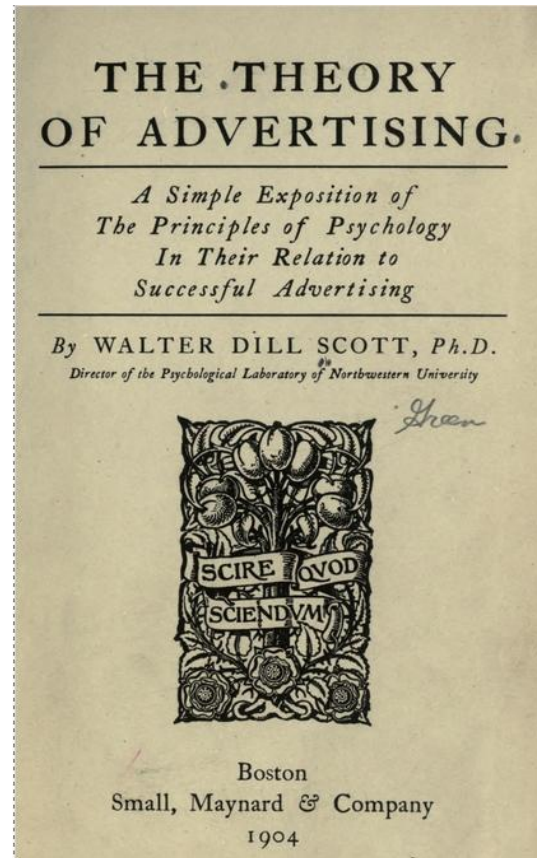 THE THEORY
OF ADVERTISING
A Simple Exposition of
The Principles of Psychology
In Their Relation to
Successful Advertising
By WALTER DILL SCOTT, Ph.D.
Director of the Psychological Laboratory of Northwestern University
Green
SCIRE QVOD
SCIENDVM
Boston
Small, Maynard & Company
1904